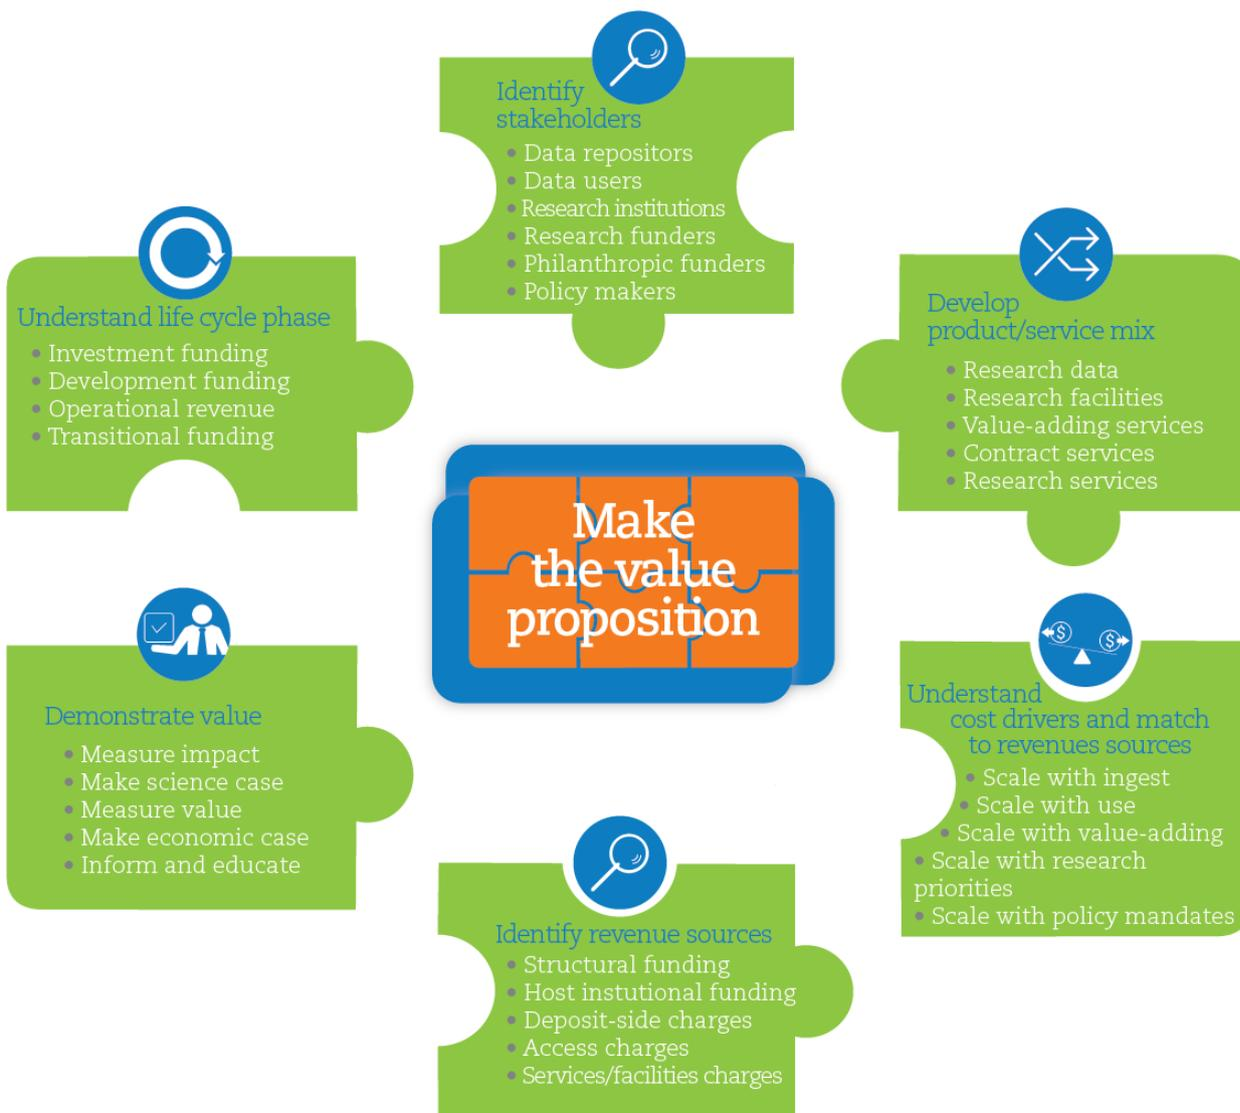 Identify
stakeholders
• Data repositors
• Data users
• Research institutions
• Research funders
• Philanthropic funders
• Policy makers
Understand life cycle phase
• Investment funding
• Development funding
• Operational revenue
• Transitional funding
Develop
product/service mix
• Research data
• Research facilities
• Value-adding services
• Contract services
• Research services
Make
the value
proposition
Demonstrate value
• Measure impact
• Make science case
• Measure value
• Make economic case
• Inform and educate
Understand
cost drivers and match
to revenues sources
• Scale with ingest
• Scale with use
• Scale with value-adding
• Scale with research
priorities
• Scale with policy mandates
Identify revenue sources
• Structural funding
• Host instutional funding
• Deposit-side charges
• Access charges
• Services/facilities charges